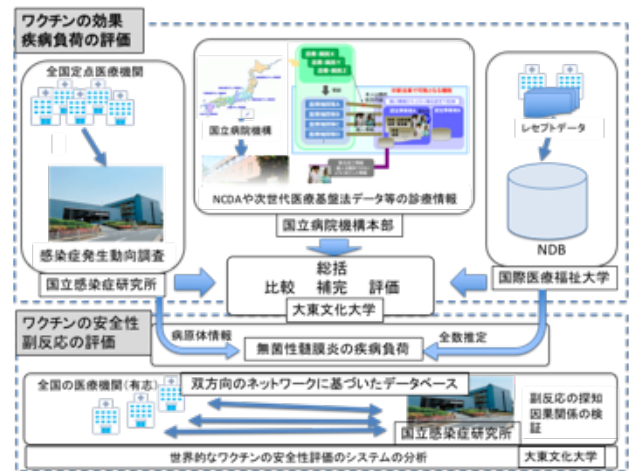 ワクチンの効果
疾病負荷の評価
全国定点医療機関
感染症発生動向調査
国立感染症研究所
国立病院機構
NCDAや次世代医療基盤法データ等の診療情報
国立病院機構本部
レセプトデータ
NDB
国際医療福祉大学
総括
比較 補完 評価
大東文化大学
ワクチンの安全性
副反応の評価
病原体情報
全数推定
無菌性髄膜炎の疾病負荷
全国の医療機関(有志)
双方向のネットワークに基づいたデータベース
国立感染症研究所
副反応の探知
因果関係の検
証
世界的なワクチンの安全性評価のシステムの分析
大東文化大学